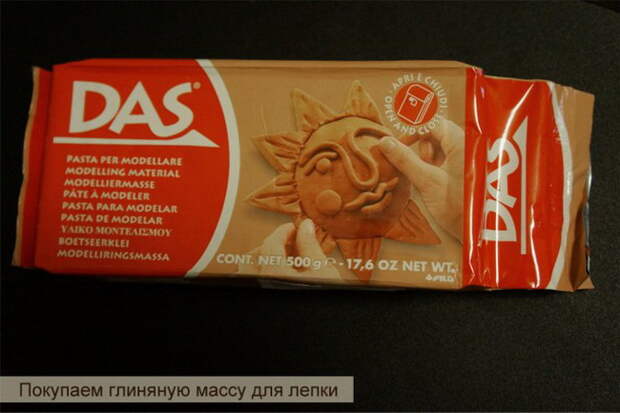 DAS®
PASTA PER MODELLARE
MODELLING MATERIAL
MODELLIERMASSE
PÂTE À MODELER
PASTA PARA MODELAR
PASTA DE MODELAR
ΥΛΙΚΟ ΜΟΝΤΕΛΙΣΜΟΥ
BOETSEERKLEI
MODELLIRINGSMASSA
· APRI E CHIUDI ·
OPEN AND CLOSE
CONT. NET 500 g ℮ - 17,6 OZ NET WT.
FILA
DAS
Покупаем глиняную массу для лепки